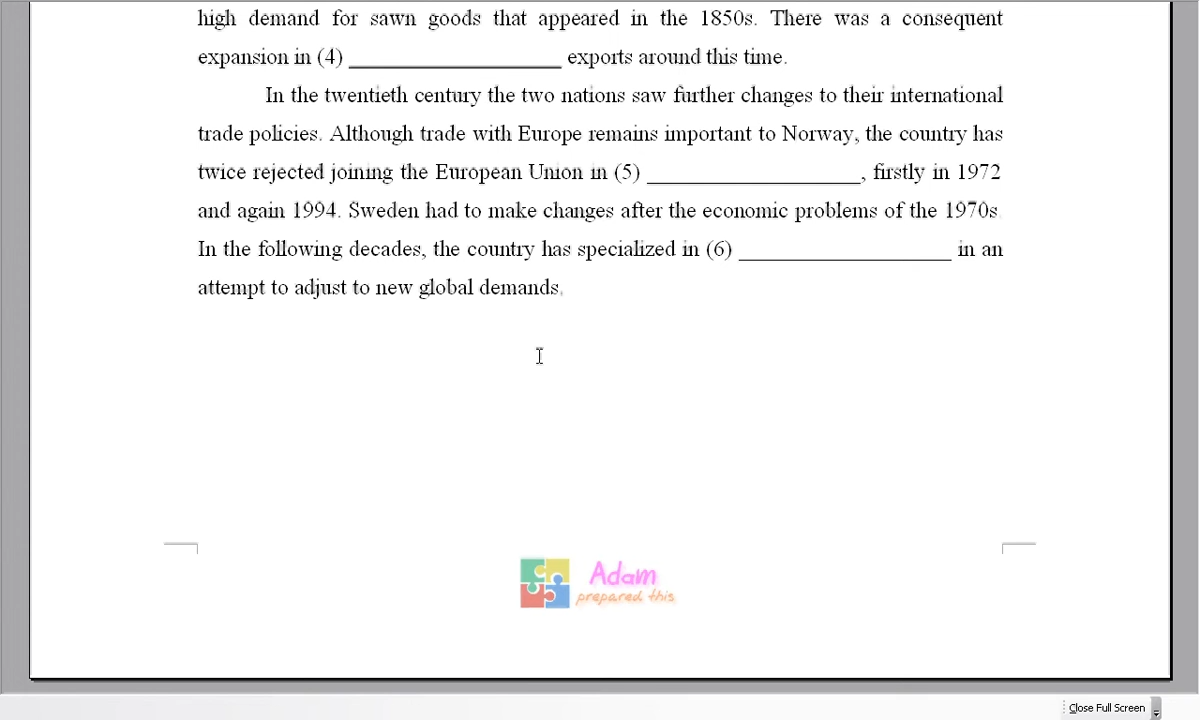 high demand for sawn goods that appeared in the 1850s. There was a consequent
expansion in (4) ____________________ exports around this time.
In the twentieth century the two nations saw further changes to their international
trade policies. Although trade with Europe remains important to Norway, the country has
twice rejected joining the European Union in (5) ____________________, firstly in 1972
and again 1994. Sweden had to make changes after the economic problems of the 1970s.
In the following decades, the country has specialized in (6) ____________________ in an
attempt to adjust to new global demands.
Adam
prepared this
Close Full Screen